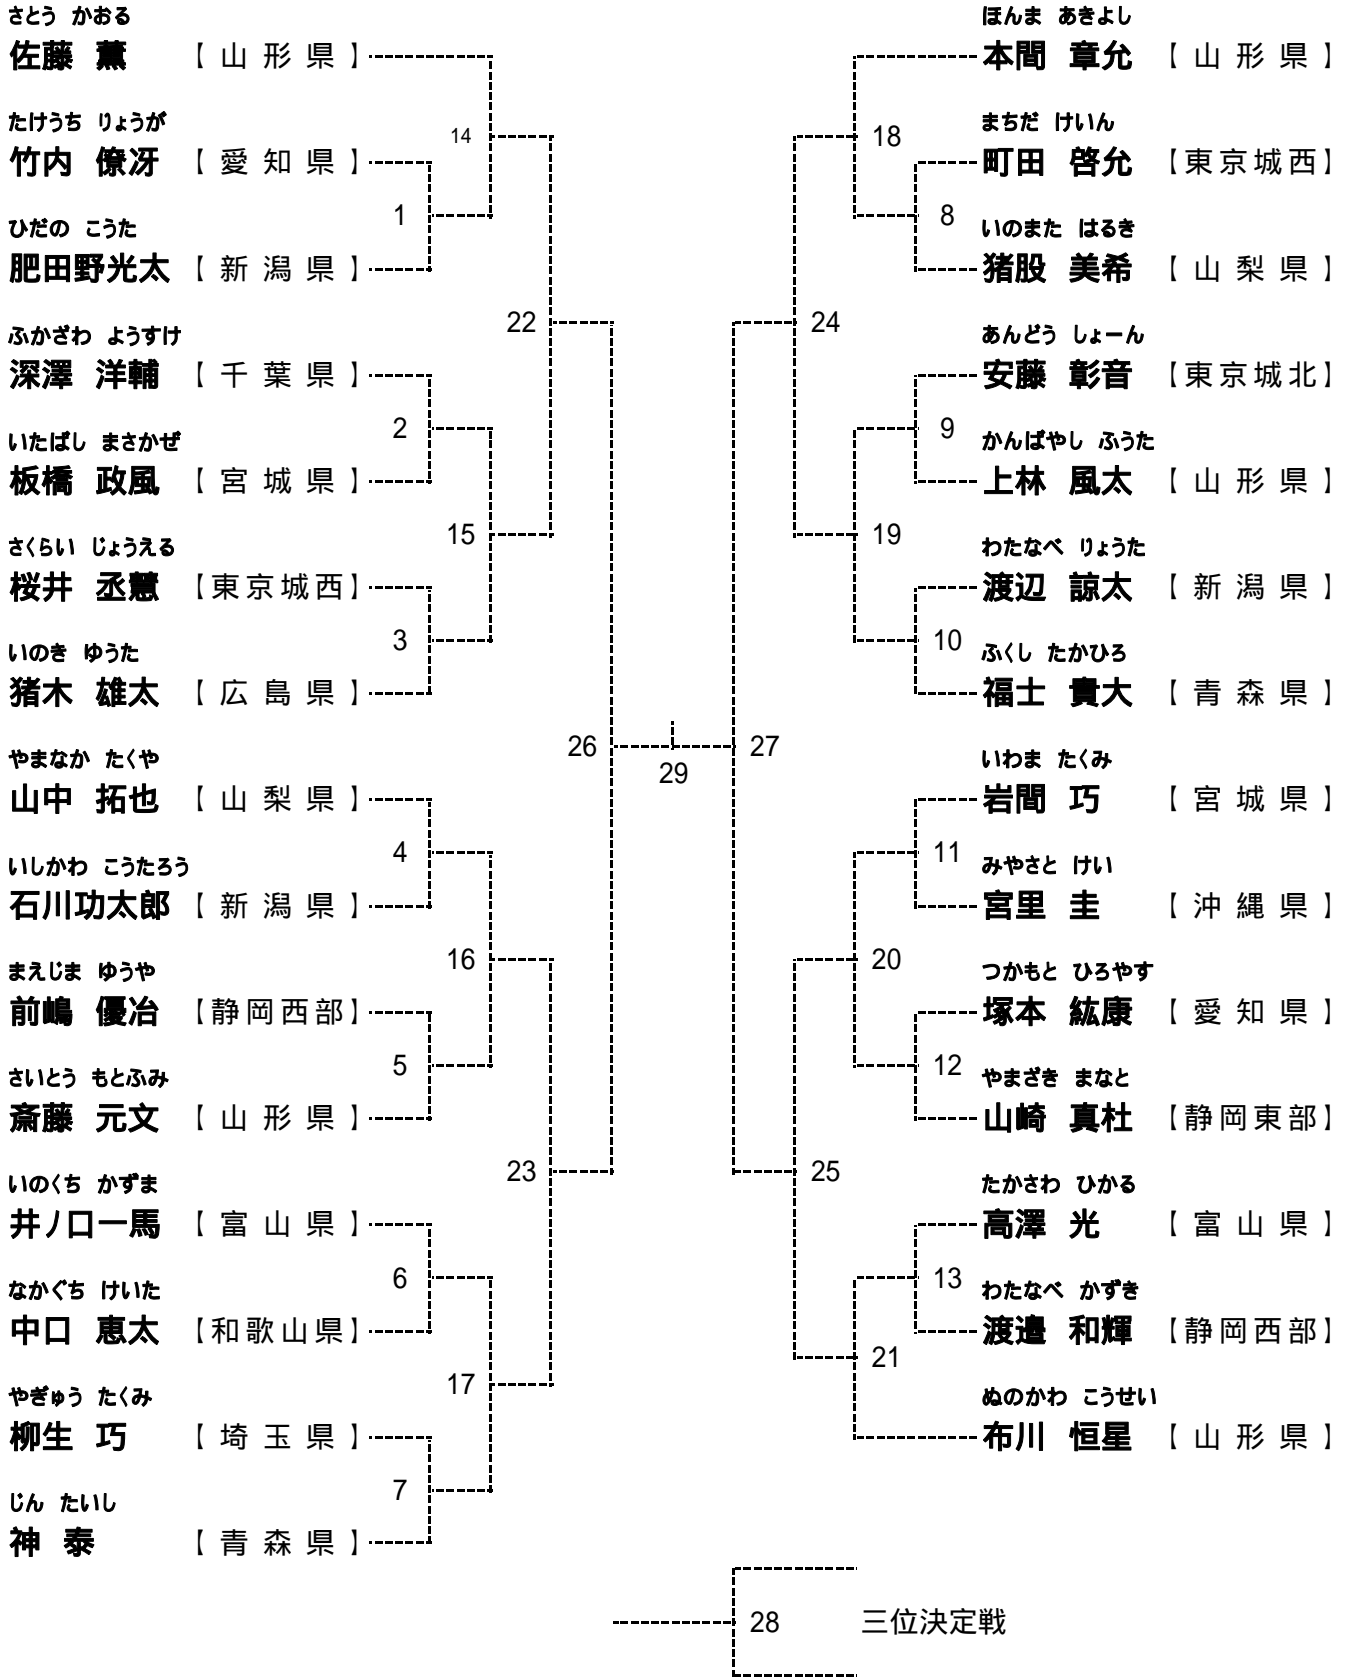 さとう かおる
佐藤 薫 【山形県】
14
たけうち りょうが
竹内 僚冴 【愛知県】
1
ひだの こうた
肥田野光太 【新潟県】
22
ふかざわ ようすけ
深澤 洋輔 【千葉県】
2
いたばし まさかぜ
板橋 政風 【宮城県】
15
さくらい じょうえる
桜井 丞慧 【東京城西】
3
いのき ゆうた
猪木 雄太 【広島県】
26
やまなか たくや
山中 拓也 【山梨県】
4
いしかわ こうたろう
石川功太郎 【新潟県】
16
まえじま ゆうや
前嶋 優冶 【静岡西部】
5
さいとう もとふみ
斎藤 元文 【山形県】
23
いのくち かずま
井ノ口一馬 【富山県】
6
なかぐち けいた
中口 恵太 【和歌山県】
17
やぎゅう たくみ
柳生 巧 【埼玉県】
7
じん たいし
神 泰 【青森県】
29
ほんま あきよし
本間 章允 【山形県】
18
まちだ けいん
町田 啓允 【東京城西】
8
いのまた はるき
猪股 美希 【山梨県】
24
あんどう しょーん
安藤 彰音 【東京城北】
9
かんばやし ふうた
上林 風太 【山形県】
19
わたなべ りょうた
渡辺 諒太 【新潟県】
10
ふくし たかひろ
福士 貴大 【青森県】
27
いわま たくみ
岩間 巧 【宮城県】
11
みやさと けい
宮里 圭 【沖縄県】
20
つかもと ひろやす
塚本 紘康 【愛知県】
12
やまざき まなと
山崎 真杜 【静岡東部】
25
たかさわ ひかる
高澤 光 【富山県】
13
わたなべ かずき
渡邉 和輝 【静岡西部】
21
ぬのかわ こうせい
布川 恒星 【山形県】
28 三位決定戦